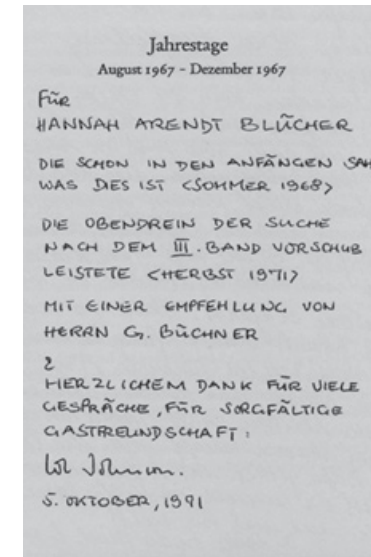 Jahrestage
August 1967 – Dezember 1967
FÜR
HANNAH ARENDT BLÜCHER
DIE SCHON IN DEN ANFÄNGEN SAH
WAS DIES IST <SOMMER 1968>
DIE OBENDREIN DER SUCHE
NACH DEM III. BAND VORSCHUB
LEISTETE <HERBST 1971>
MIT EINER EMPFEHLUNG VON
HERRN G. BÜCHNER
&
HERZLICHEM DANK FÜR VIELE
GESPRÄCHE, FÜR SORGFÄLTIGE
GASTFREUNDSCHAFT:
Uwe Johnson.
5. OKTOBER, 1991